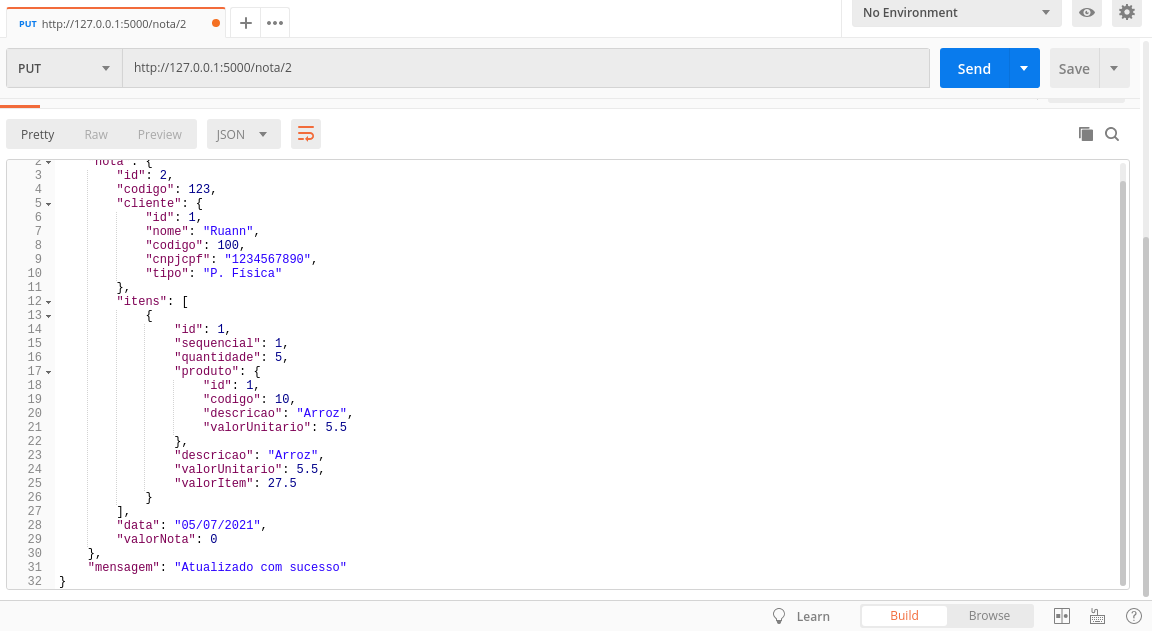 PUT http://127.0.0.1:5000/nota/2
No Environment
PUT http://127.0.0.1:5000/nota/2 Send Save
Pretty Raw Preview JSON
2 "nota": {
3 "id": 2,
4 "codigo": 123,
5 "cliente": {
6 "id": 1,
7 "nome": "Ruann",
8 "codigo": 100,
9 "cnpjcpf": "1234567890",
10 "tipo": "P. Física"
11 },
12 "itens": [
13 {
14 "id": 1,
15 "sequencial": 1,
16 "quantidade": 5,
17 "produto": {
18 "id": 1,
19 "codigo": 10,
20 "descricao": "Arroz",
21 "valorUnitario": 5.5
22 },
23 "descricao": "Arroz",
24 "valorUnitario": 5.5,
25 "valorItem": 27.5
26 }
27 ],
28 "data": "05/07/2021",
29 "valorNota": 0
30 },
31 "mensagem": "Atualizado com sucesso"
32 }
Learn Build Browse